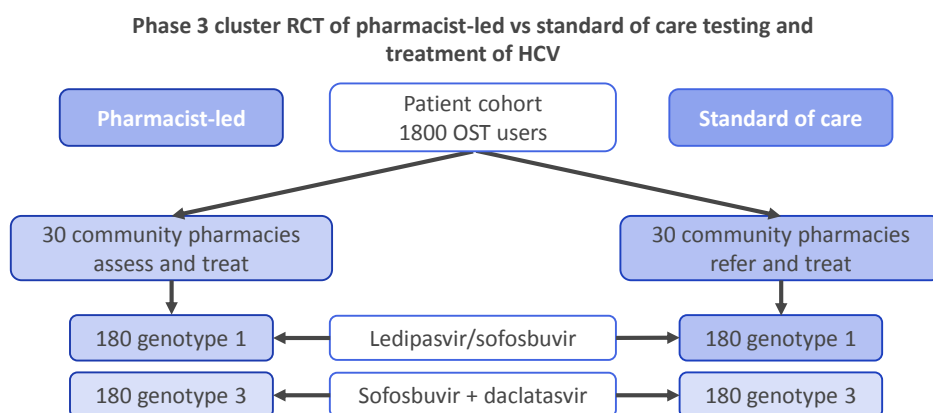 Phase 3 cluster RCT of pharmacist-led vs standard of care testing and
treatment of HCV
Pharmacist-led
Patient cohort
1800 OST users
Standard of care
30 community pharmacies
assess and treat
30 community pharmacies
refer and treat
180 genotype 1
Ledipasvir/sofosbuvir
180 genotype 1
180 genotype 3
Sofosbuvir + daclatasvir
180 genotype 3